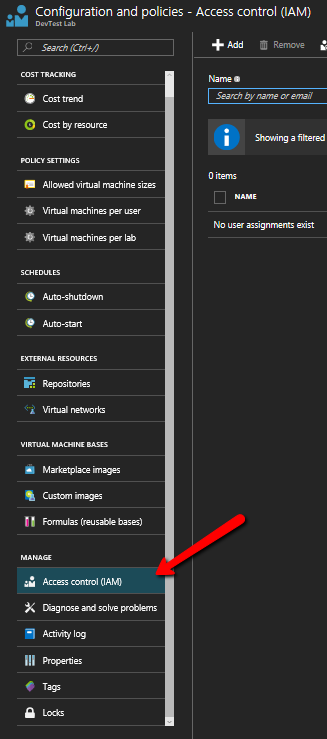 Configuration and policies - Access control (IAM)
DevTest Lab
Search (Ctrl+/)
COST TRACKING
Cost trend
Cost by resource
POLICY SETTINGS
Allowed virtual machine sizes
Virtual machines per user
Virtual machines per lab
SCHEDULES
Auto-shutdown
Auto-start
EXTERNAL RESOURCES
Repositories
Virtual networks
VIRTUAL MACHINE BASES
Marketplace images
Custom images
Formulas (reusable bases)
MANAGE
Access control (IAM)
Diagnose and solve problems
Activity log
Properties
Tags
Locks
Add
Remove
Name
Search by name or email
Showing a filtered
0 items
NAME
No user assignments exist